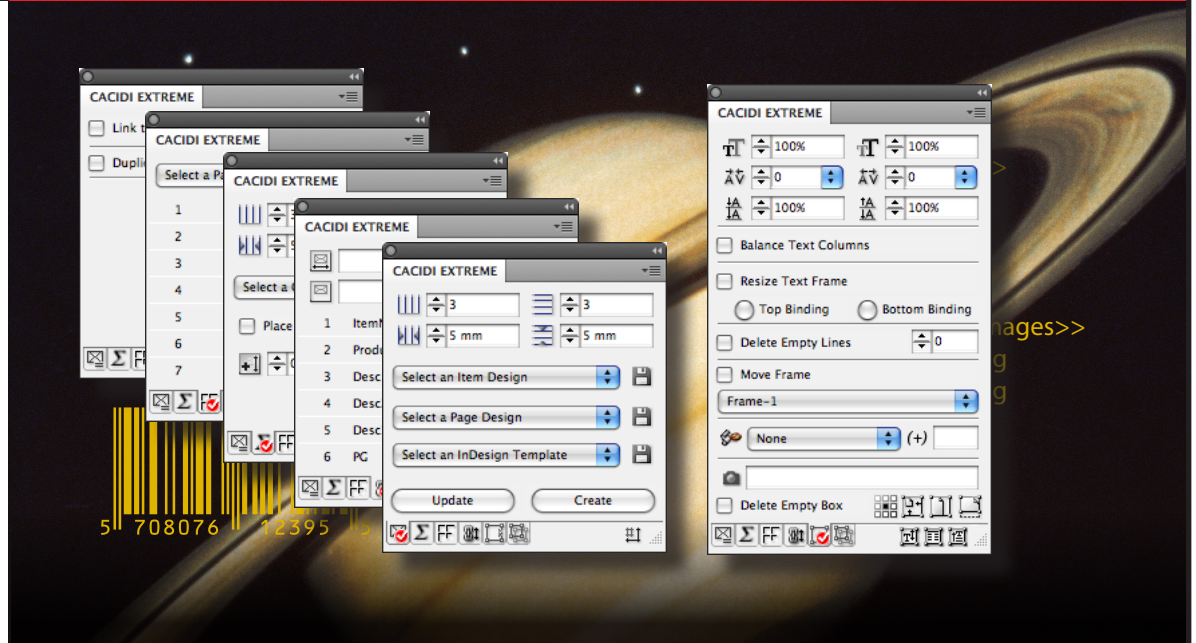 CACIDI EXTREME
Link t
Dupli
CACIDI EXTREME
Select a Pa
1
2
3
4
5
6
7
CACIDI EXTREME
Select a
Place
CACIDI EXTREME
1 ItemN
2 Produ
3 Desc
4 Desc
5 Desc
6 PG
CACIDI EXTREME
3 3
5 mm 5 mm
Select an Item Design
Select a Page Design
Select an InDesign Template
Update Create
CACIDI EXTREME
100% 100%
0 0
100% 100%
Balance Text Columns
Resize Text Frame
Top Binding Bottom Binding
Delete Empty Lines 0
Move Frame
Frame-1
None (+)
Delete Empty Box
ages>>
g
g
5 708076 12395 5